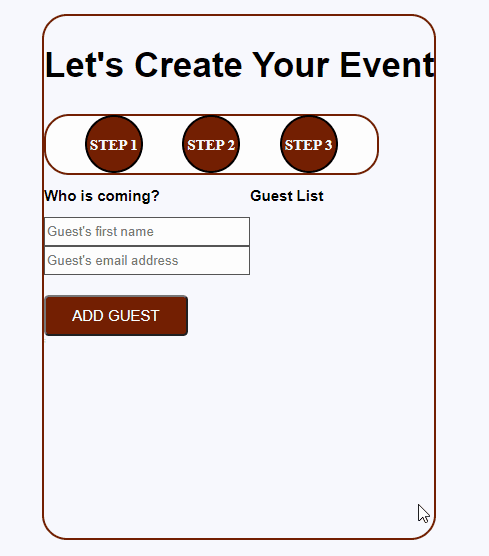 Let's Create Your Event
STEP 1 STEP 2 STEP 3
Who is coming? Guest List
Guest's first name
Guest's email address
ADD GUEST